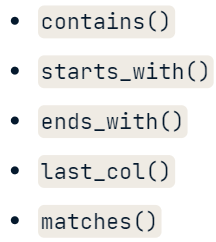 • contains()
• starts_with()
• ends_with()
• last_col()
• matches()